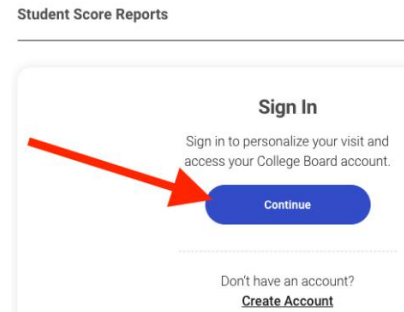 Student Score Reports
Sign In
Sign in to personalize your visit and
access your College Board account.
Continue
Don't have an account?
Create Account